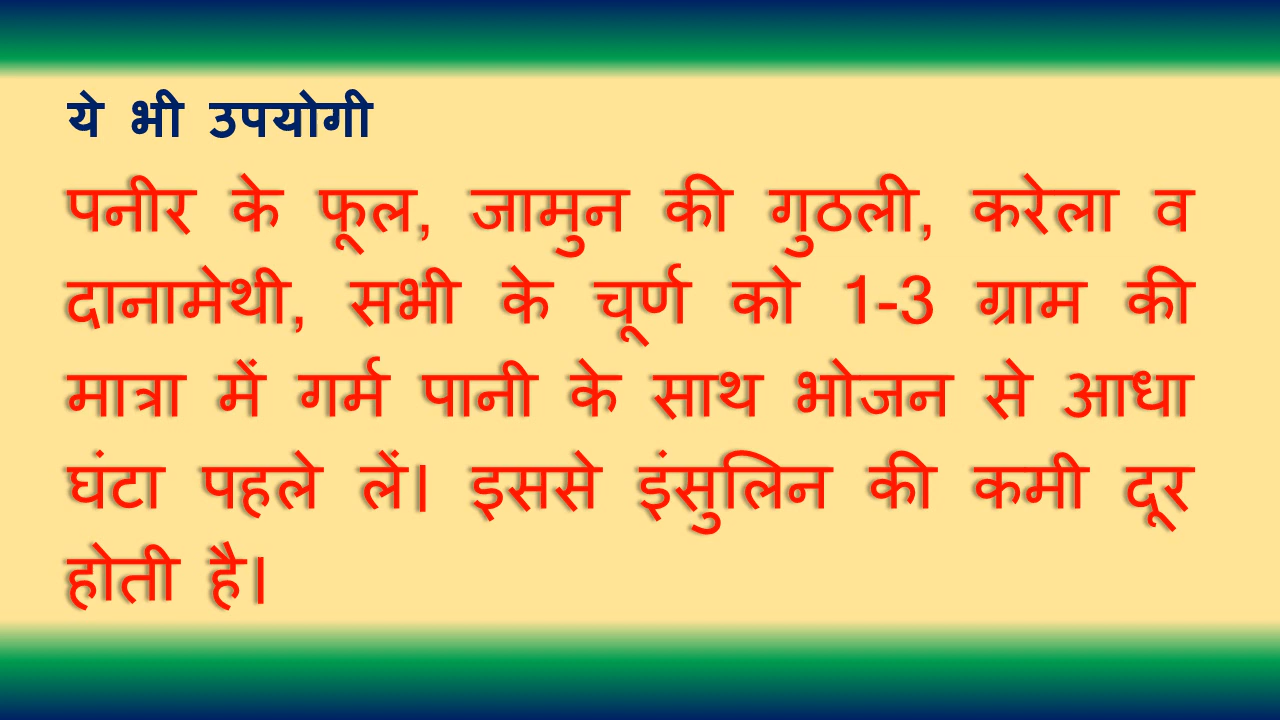 ये भी उपयोगी
पनीर के फूल, जामुन की गुठली, करेला व
दानामेथी, सभी के चूर्ण को 1-3 ग्राम की
मात्रा में गर्म पानी के साथ भोजन से आधा
घंटा पहले लें। इससे इंसुलिन की कमी दूर
होती है।